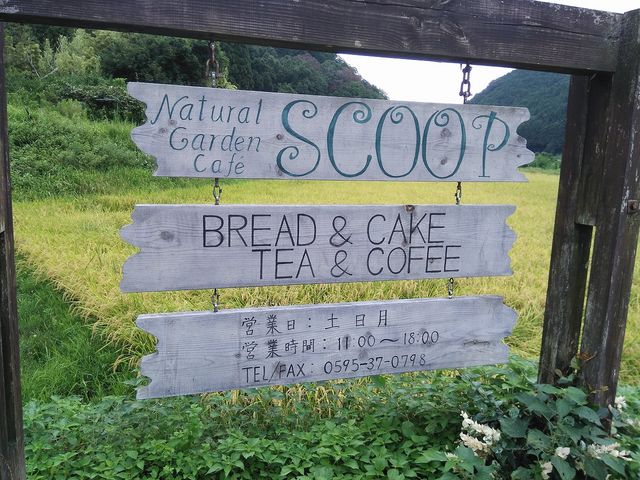 Natural
Garden
Café
SCOOP
BREAD & CAKE
TEA & COFEE
営業日：土日月
営業時間：11:00〜18:00
TEL/FAX：0595-37-0798